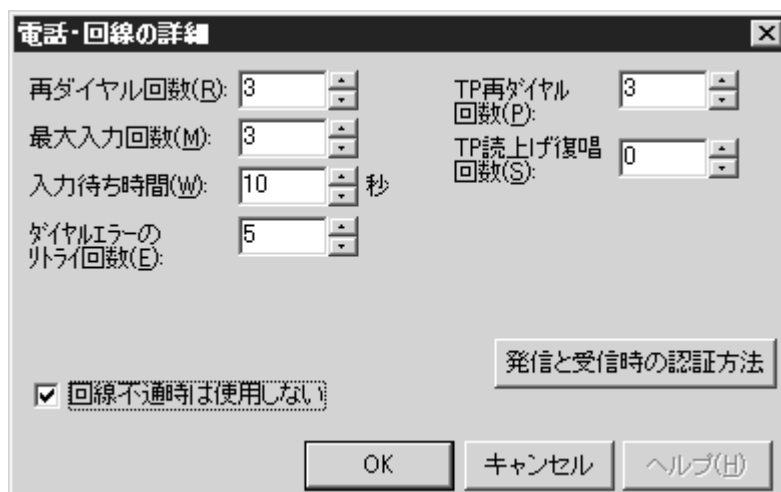 電話・回線の詳細
再ダイヤル回数(R): 3
最大入力回数(M): 3
入力待ち時間(W): 10 秒
ﾀﾞｲﾔﾙｴﾗｰの
ﾘﾄﾗｲ回数(E): 5
TP再ﾀﾞｲﾔﾙ
回数(P): 3
TP読上げ復唱
回数(S): 0
発信と受信時の認証方法
回線不通時は使用しない
OK
キャンセル
ヘルプ(H)